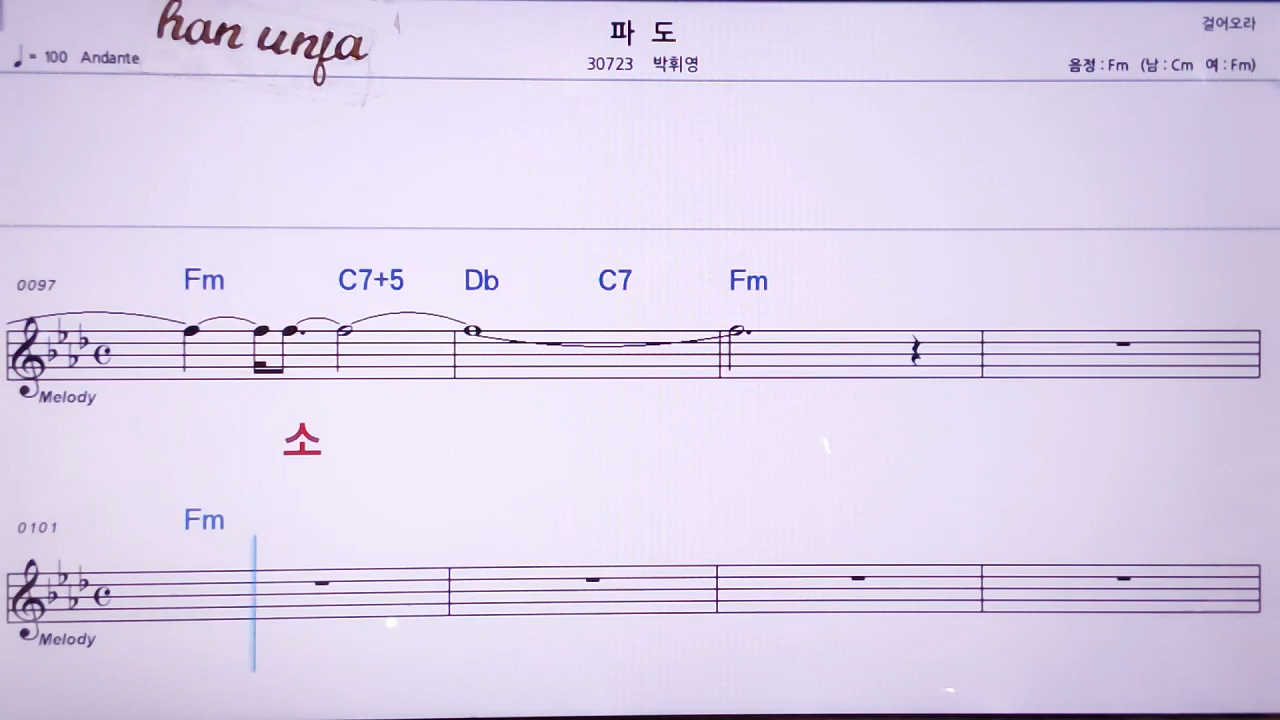 han unja
파 도
걸어오라
♩= 100 Andante
30723 박휘영
음정 : Fm (남 : Cm 여 : Fm)
Fm C7+5 Db C7 Fm
0097
Melody
소
Fm
0101
Melody